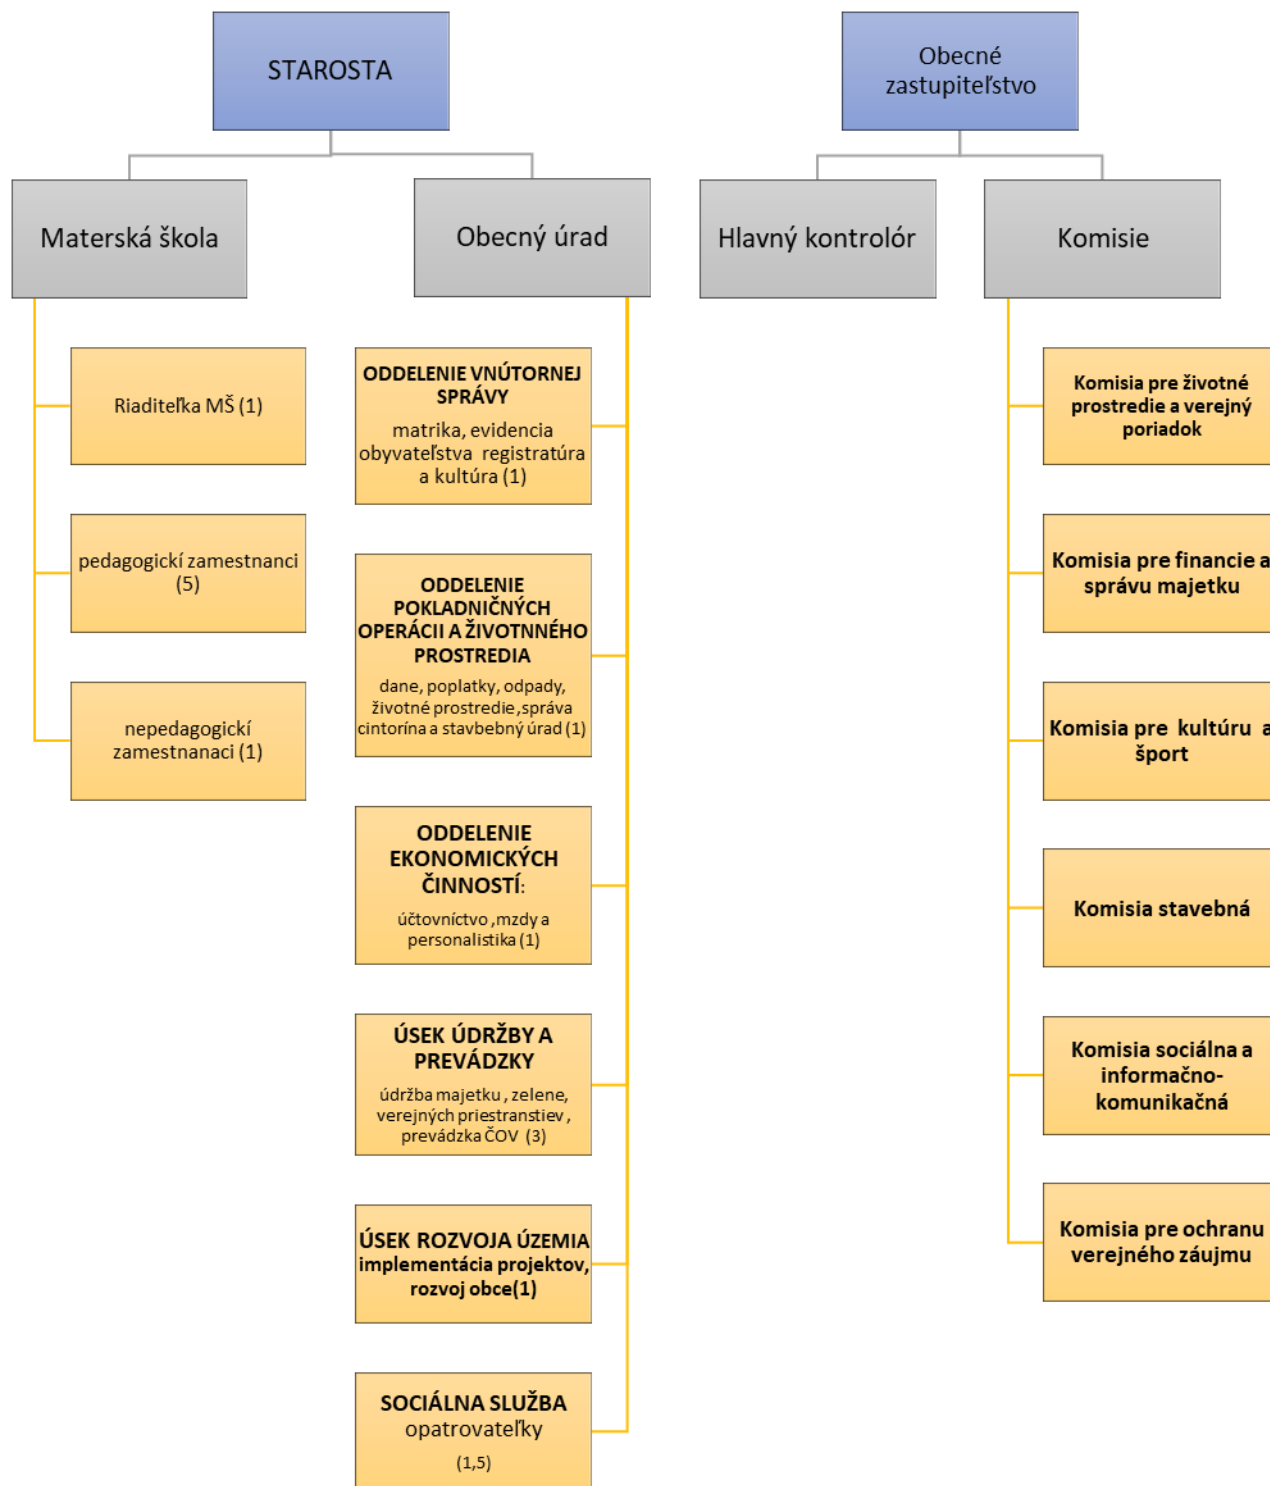 STAROSTA
Obecné
zastupiteľstvo
Materská škola
Obecný úrad
Hlavný kontrolór
Komisie
Riaditeľka MŠ (1)
pedagogickí zamestnanci
(5)
nepedagogickí
zamestnanaci (1)
ODDELENIE VNÚTORNEJ
SPRÁVY
matrika, evidencia
obyvateľstva registratúra
a kultúra (1)
ODDELENIE
POKLADNIČNÝCH
OPERÁCII A ŽIVOTNNÉHO
PROSTREDIA
dane, poplatky, odpady,
životné prostredie ,správa
cintorína a stavbebný úrad (1)
ODDELENIE
EKONOMICKÝCH
ČINNOSTÍ:
účtovníctvo ,mzdy a
personalistika (1)
ÚSEK ÚDRŽBY A
PREVÁDZKY
údržba majetku , zelene,
verejných priestranstiev ,
prevádzka ČOV (3)
ÚSEK ROZVOJA ÚZEMIA
implementácia projektov,
rozvoj obce(1)
SOCIÁLNA SLUŽBA
opatrovateľky
(1,5)
Komisia pre životné
prostredie a verejný
poriadok
Komisia pre financie a
správu majetku
Komisia pre kultúru a
šport
Komisia stavebná
Komisia sociálna a
informačno-
komunikačná
Komisia pre ochranu
verejného záujmu